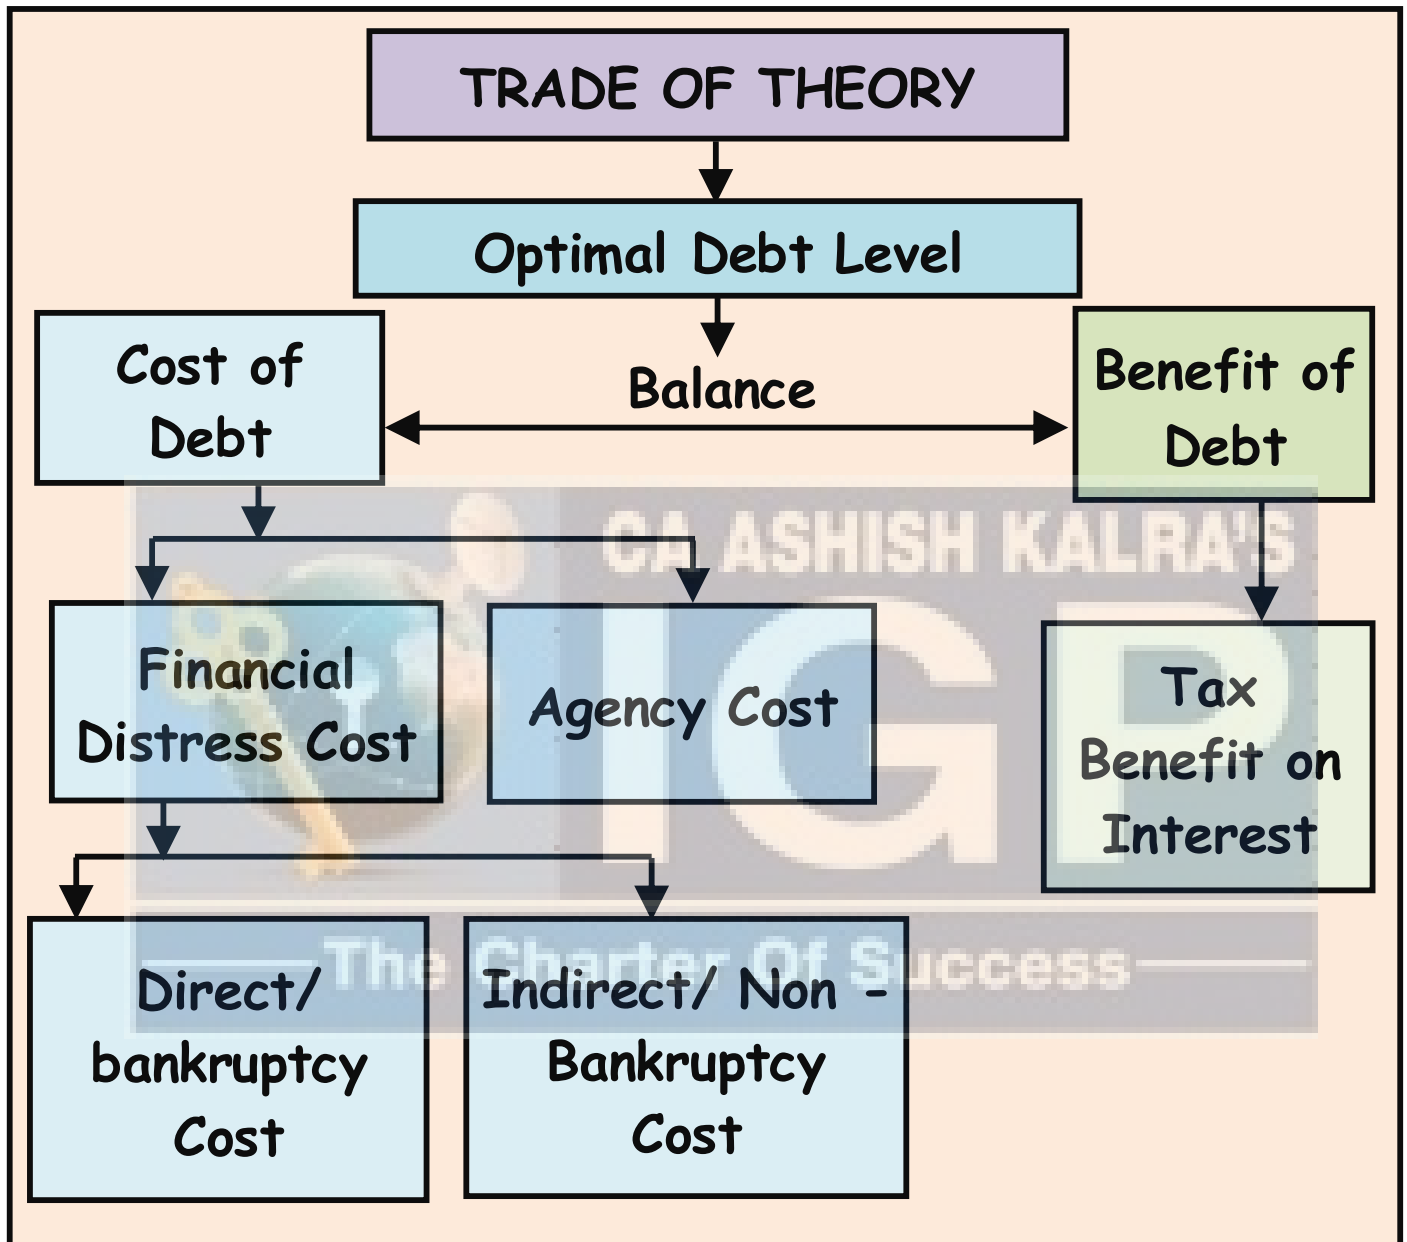 TRADE OF THEORY
Optimal Debt Level
Cost of
Debt
Balance
Benefit of
Debt
CA ASHISH KALRA'S
IGP
Financial
Distress Cost
Agency Cost
Tax
Benefit on
Interest
The Charter Of Success
Direct/
bankruptcy
Cost
Indirect/ Non –
Bankruptcy
Cost